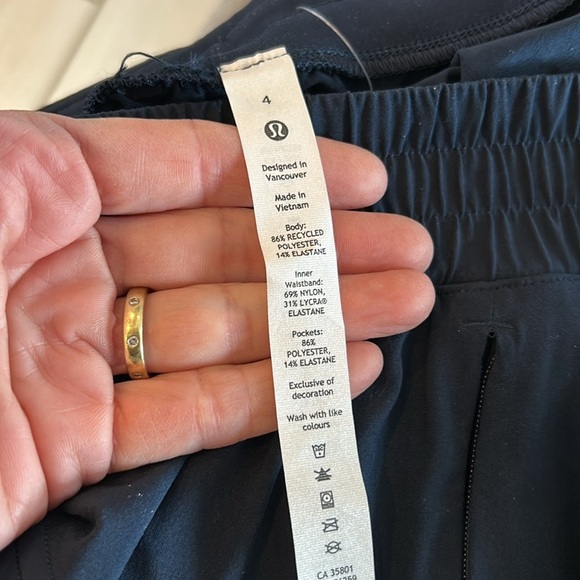 4
Designed in
Vancouver
Made in
Vietnam
Body:
86% RECYCLED
POLYESTER,
14% ELASTANE
Inner
Waistband:
69% NYLON,
31% LYCRA®
ELASTANE
Pockets:
86%
POLYESTER,
14% ELASTANE
Exclusive of
decoration
Wash with like
colours
CA 35801